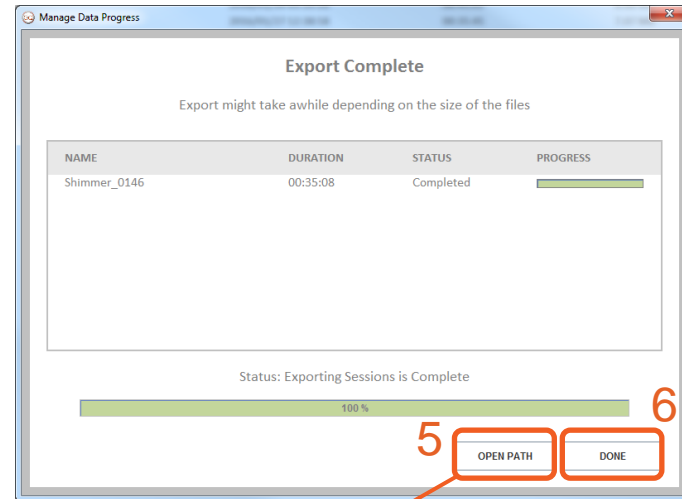 Manage Data Progress
Export Complete
Export might take awhile depending on the size of the files
NAME DURATION STATUS PROGRESS
Shimmer_0146 00:35:08 Completed
Status: Exporting Sessions is Complete
100 %
5 6
OPEN PATH DONE